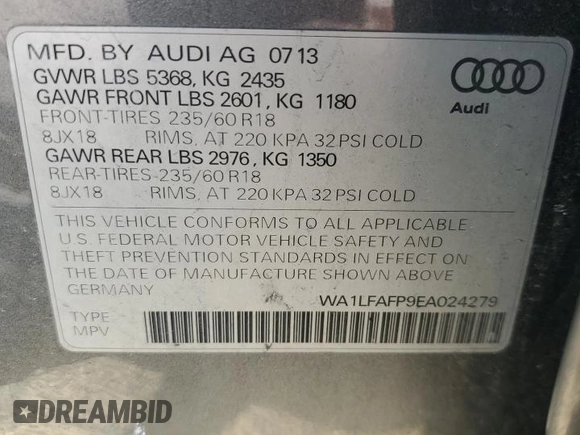 MFD. BY AUDI AG 07 13
GVWR LBS 5368, KG 2435
GAWR FRONT LBS 2601, KG 1180
FRONT-TIRES 235/60 R18
8JX18 RIMS, AT 220 KPA 32 PSI COLD
GAWR REAR LBS 2976, KG 1350
REAR-TIRES 235/60 R18
8JX18 RIMS, AT 220 KPA 32 PSI COLD
Audi
THIS VEHICLE CONFORMS TO ALL APPLICABLE
U.S. FEDERAL MOTOR VEHICLE SAFETY AND
THEFT PREVENTION STANDARDS IN EFFECT ON
THE DATE OF MANUFACTURE SHOWN ABOVE.
GERMANY
WA1LFAFP9EA024279
TYPE
MPV
DREAMBID